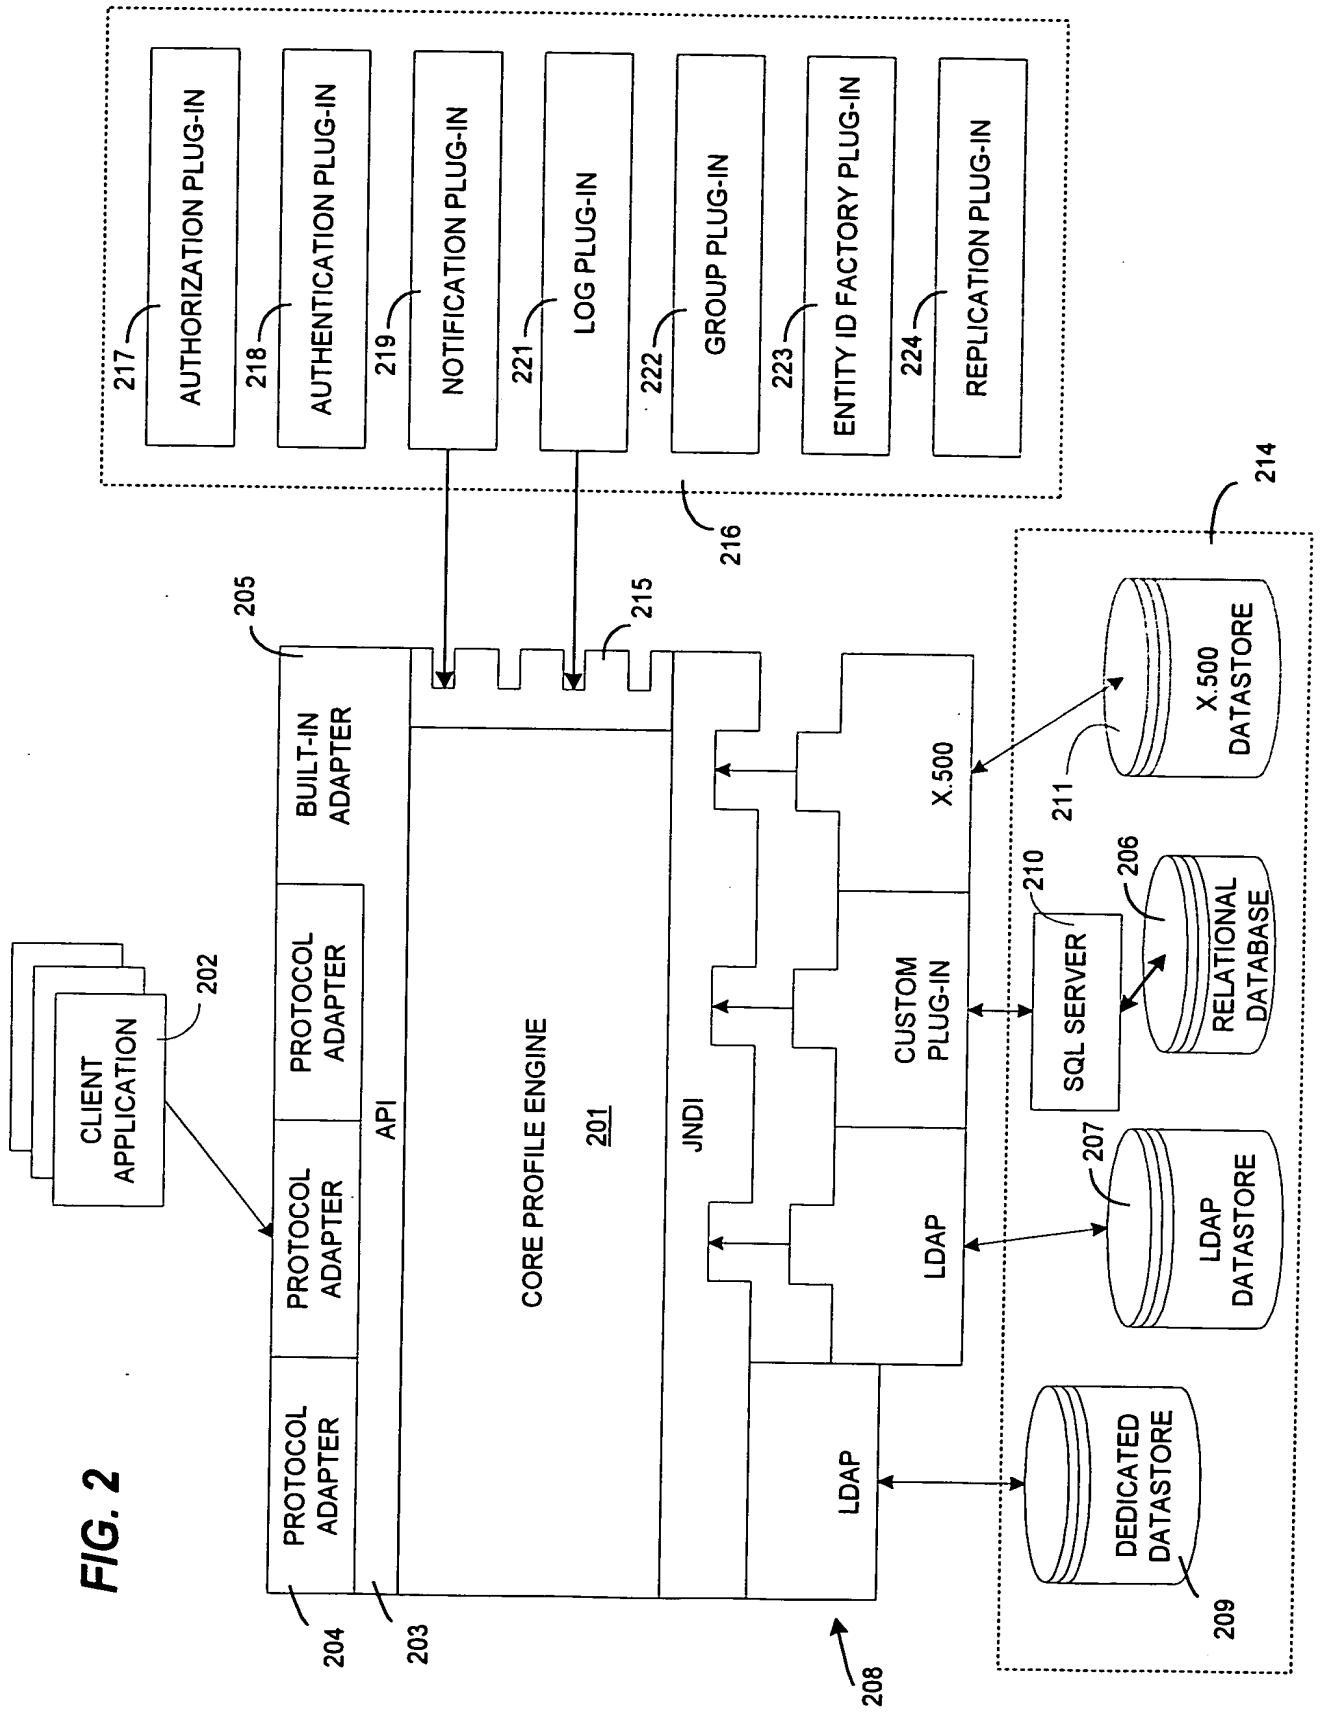 FIG. 2
CLIENT
APPLICATION
202
204
PROTOCOL
ADAPTER
PROTOCOL
ADAPTER
PROTOCOL
ADAPTER
BUILT-IN
ADAPTER
205
203
API
CORE PROFILE ENGINE
201
215
JNDI
208
LDAP
LDAP
CUSTOM
PLUG-IN
X.500
216
217
AUTHORIZATION PLUG-IN
218
AUTHENTICATION PLUG-IN
219
NOTIFICATION PLUG-IN
221
LOG PLUG-IN
222
GROUP PLUG-IN
223
ENTITY ID FACTORY PLUG-IN
224
REPLICATION PLUG-IN
214
209
DEDICATED
DATASTORE
207
LDAP
DATASTORE
210
SQL SERVER
206
RELATIONAL
DATABASE
211
X.500
DATASTORE